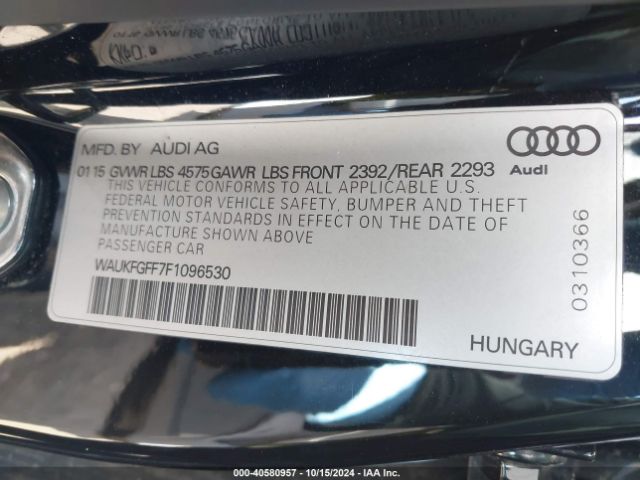 MFD. BY AUDI AG
Audi
01 15 GVWR LBS 4575 GAWR LBS FRONT 2392/REAR 2293
THIS VEHICLE CONFORMS TO ALL APPLICABLE U.S.
FEDERAL MOTOR VEHICLE SAFETY, BUMPER AND THEFT
PREVENTION STANDARDS IN EFFECT ON THE DATE OF
MANUFACTURE SHOWN ABOVE
PASSENGER CAR
WAUKFGFF7F1096530
0310366
HUNGARY
000-40580957 - 10/15/2024 - IAA Inc.